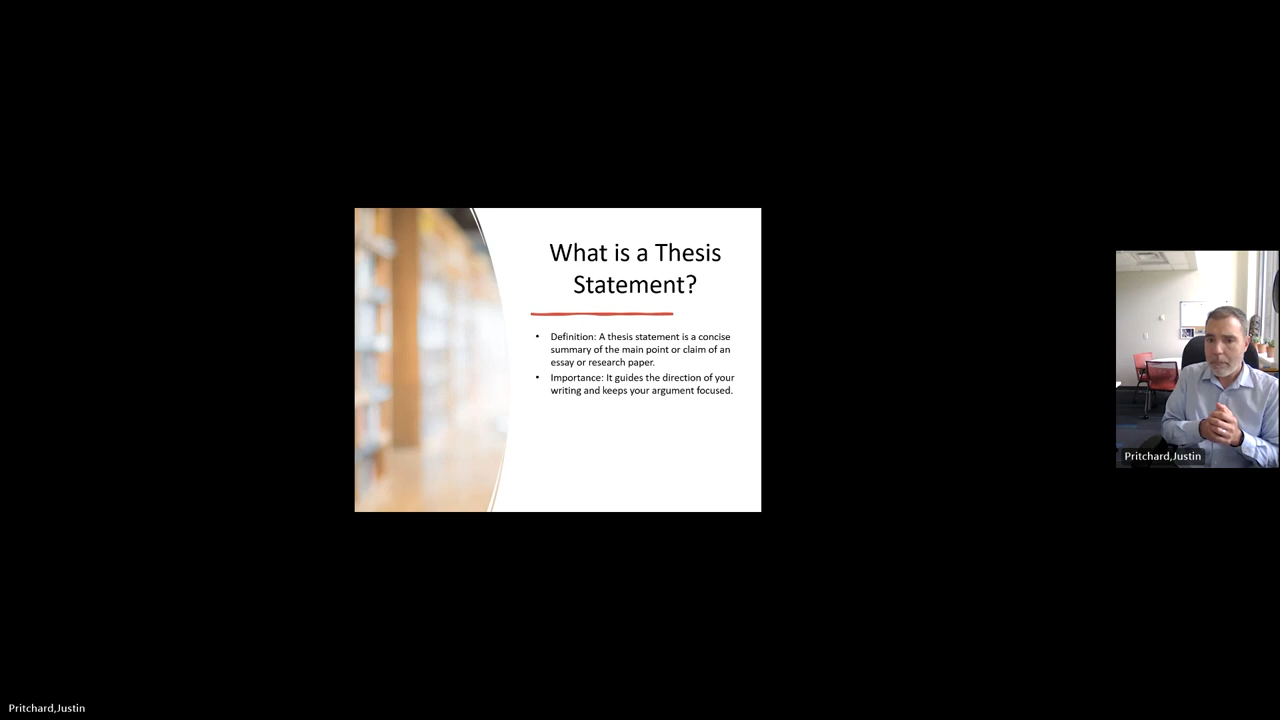 What is a Thesis
Statement?
• Definition: A thesis statement is a concise
summary of the main point or claim of an
essay or research paper.
• Importance: It guides the direction of your
writing and keeps your argument focused.
Pritchard,Justin
Pritchard,Justin